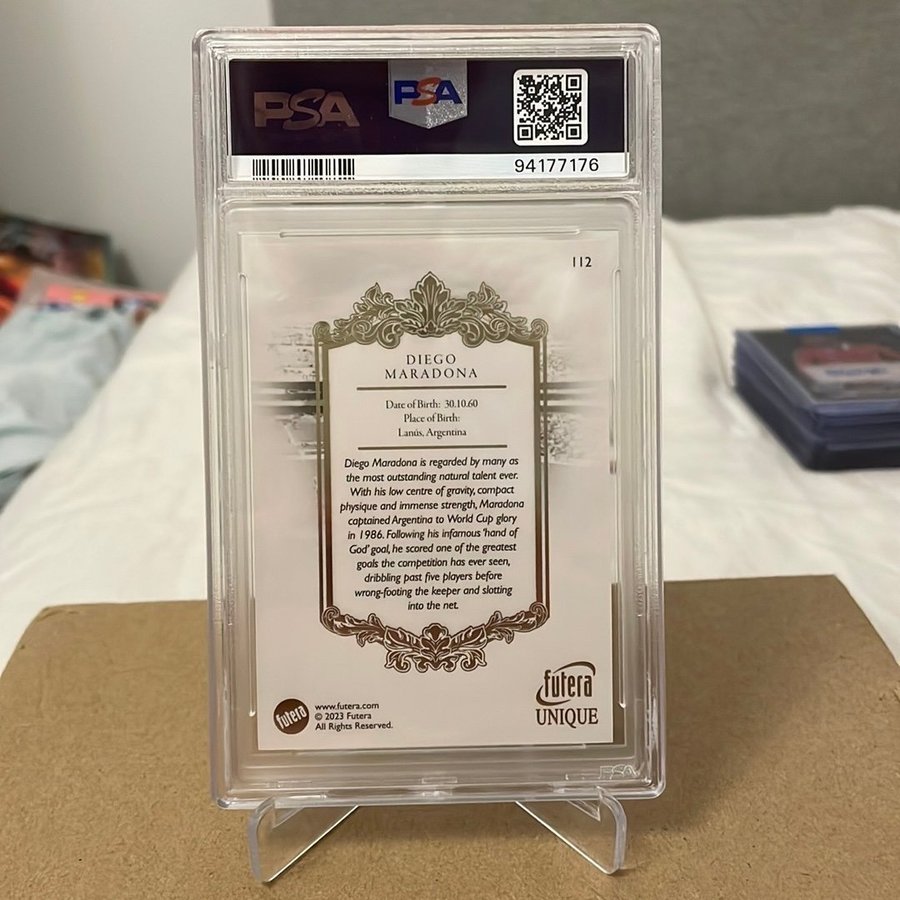 PSA
PSA
94177176
112
DIEGO
MARADONA
Date of Birth: 30.10.60
Place of Birth:
Lanús, Argentina
Diego Maradona is regarded by many as
the most outstanding natural talent ever.
With his low centre of gravity, compact
physique and immense strength, Maradona
captained Argentina to World Cup glory
in 1986. Following his infamous 'hand of
God' goal, he scored one of the greatest
goals the competition has ever seen,
dribbling past five players before
wrong-footing the keeper and slotting
into the net.
futera
UNIQUE
futera
www.futera.com
© 2023 Futera
All Rights Reserved.
PSA